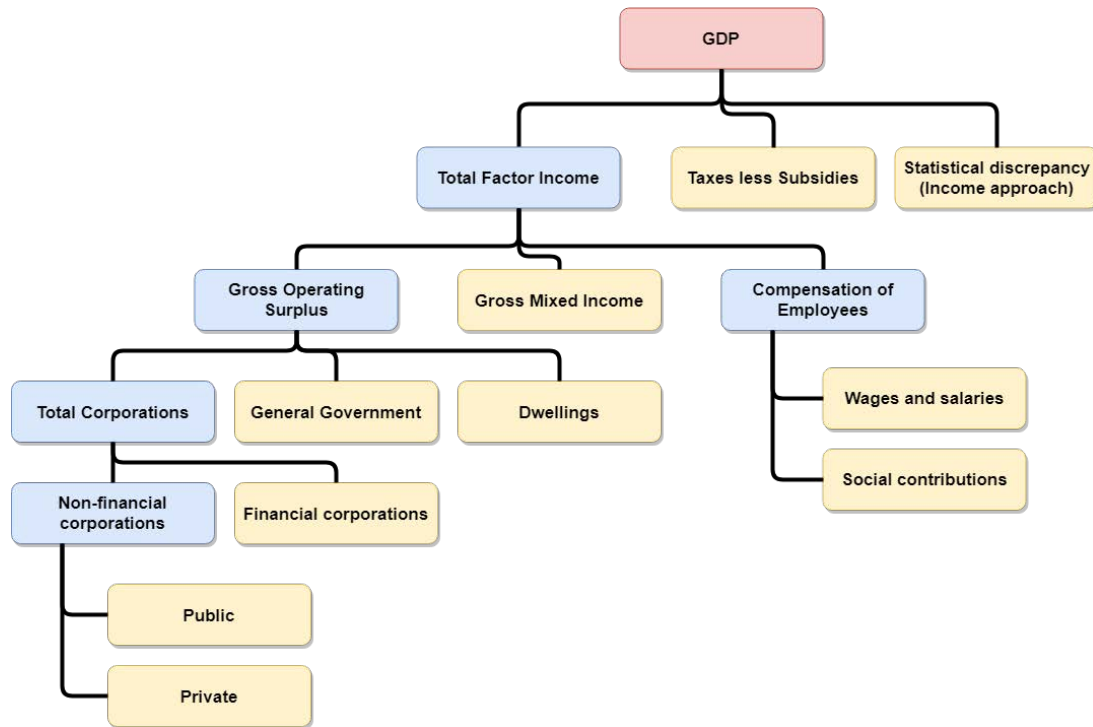 GDP
Total Factor Income
Taxes less Subsidies
Statistical discrepancy
(Income approach)
Gross Operating
Surplus
Gross Mixed Income
Compensation of
Employees
Total Corporations
General Government
Dwellings
Wages and salaries
Non-financial
corporations
Financial corporations
Social contributions
Public
Private